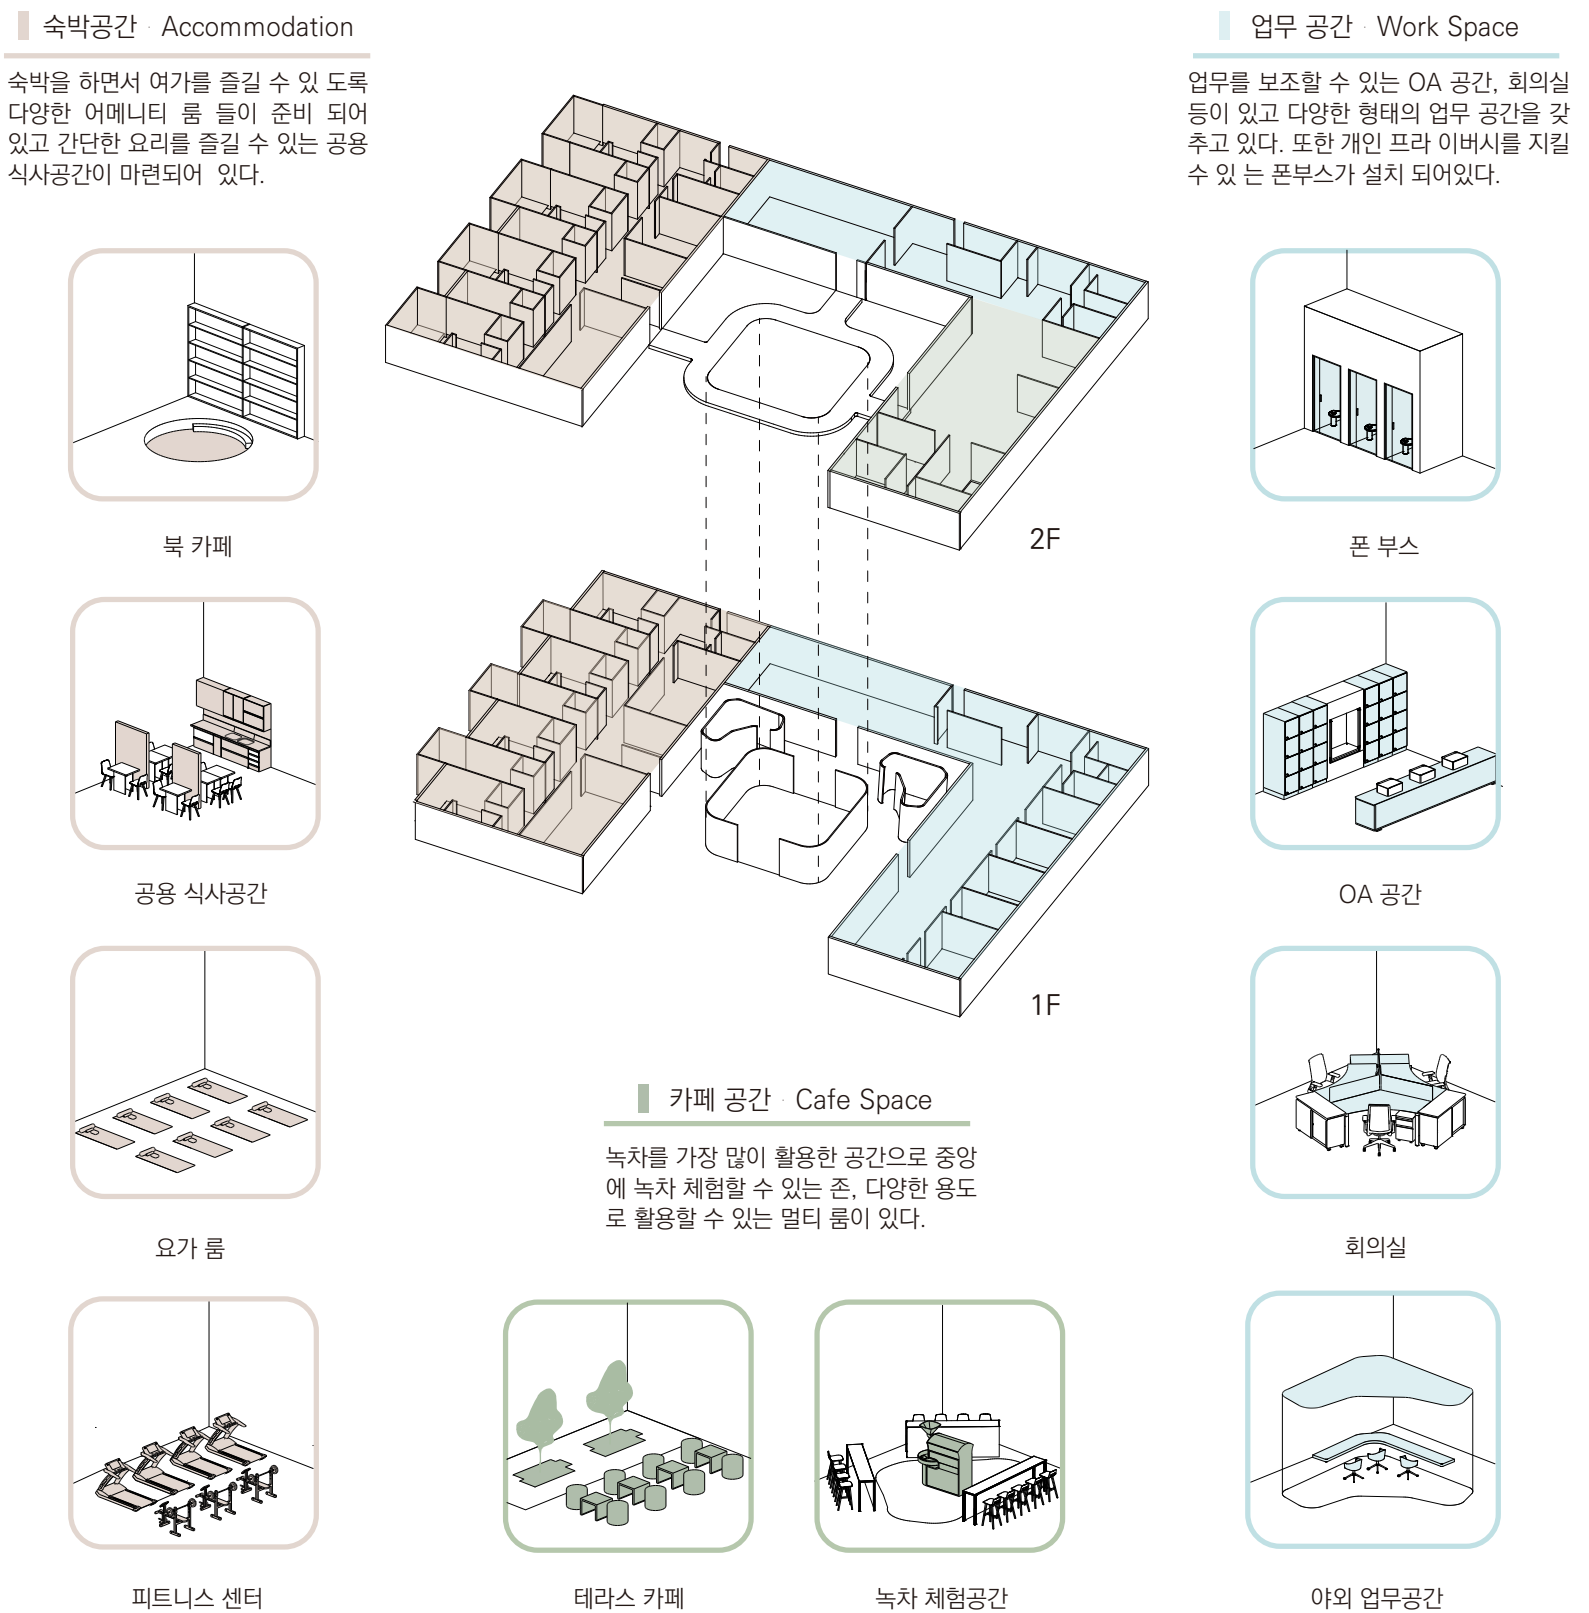 숙박공간 · Accommodation
숙박을 하면서 여가를 즐길 수 있 도록
다양한 어메니티 룸 들이 준비 되어
있고 간단한 요리를 즐길 수 있는 공용
식사공간이 마련되어 있다.
업무 공간 · Work Space
업무를 보조할 수 있는 OA 공간, 회의실
등이 있고 다양한 형태의 업무 공간을 갖
추고 있다. 또한 개인 프라 이버시를 지킬
수 있 는 폰부스가 설치 되어있다.
북 카페
공용 식사공간
요가 룸
피트니스 센터
2F
1F
카페 공간 · Cafe Space
녹차를 가장 많이 활용한 공간으로 중앙
에 녹차 체험할 수 있는 존, 다양한 용도
로 활용할 수 있는 멀티 룸이 있다.
테라스 카페
녹차 체험공간
폰 부스
OA 공간
회의실
야외 업무공간